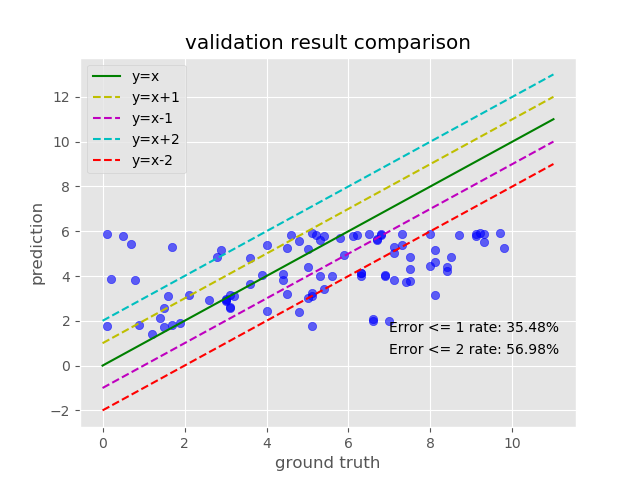 validation result comparison
y=x
y=x+1
y=x-1
y=x+2
y=x-2
12
10
8
6
4
2
0
−2
prediction
Error <= 1 rate: 35.48%
Error <= 2 rate: 56.98%
0 2 4 6 8 10
ground truth